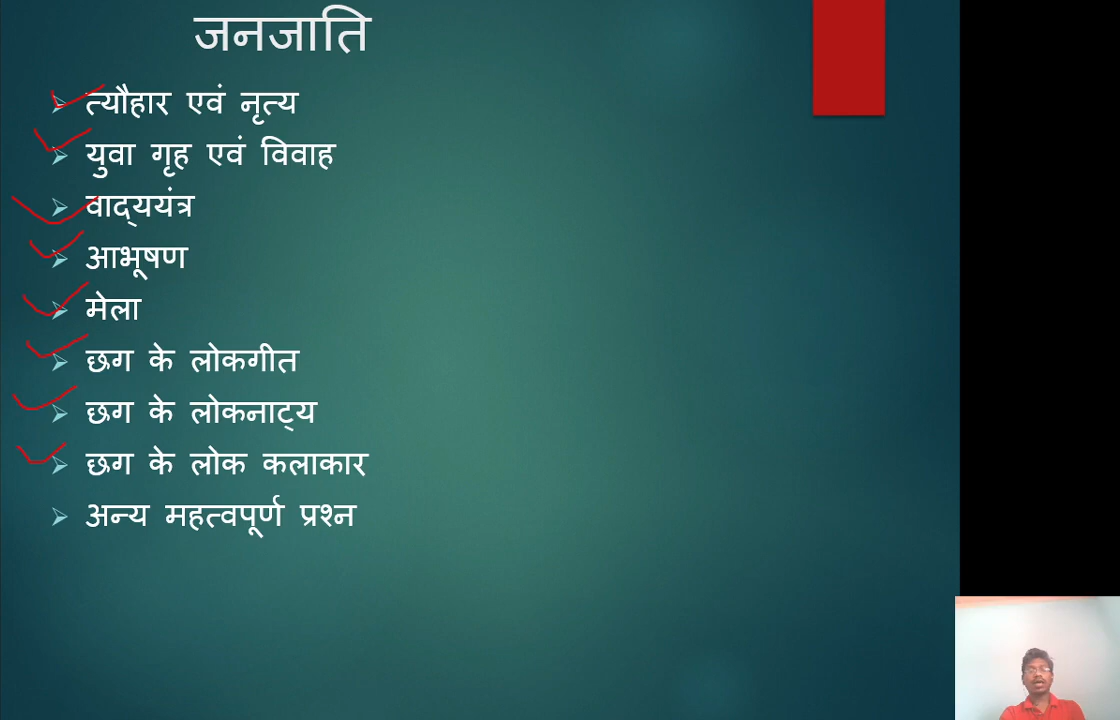 जनजाति
त्यौहार एवं नृत्य
युवा गृह एवं विवाह
वाद्ययंत्र
आभूषण
मेला
छग के लोकगीत
छग के लोकनाट्य
छग के लोक कलाकार
अन्य महत्वपूर्ण प्रश्न